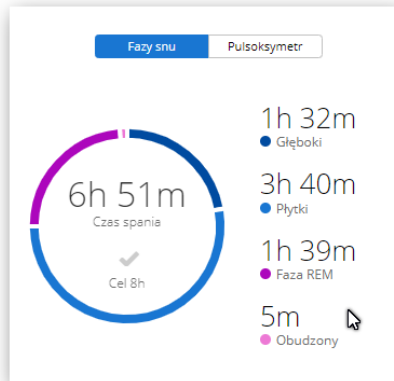 Fazy snu
Pulsoksymetr
6h 51m
Czas spania
Cel 8h
1h 32m
Głęboki
3h 40m
Płytki
1h 39m
Faza REM
5m
Obudzony